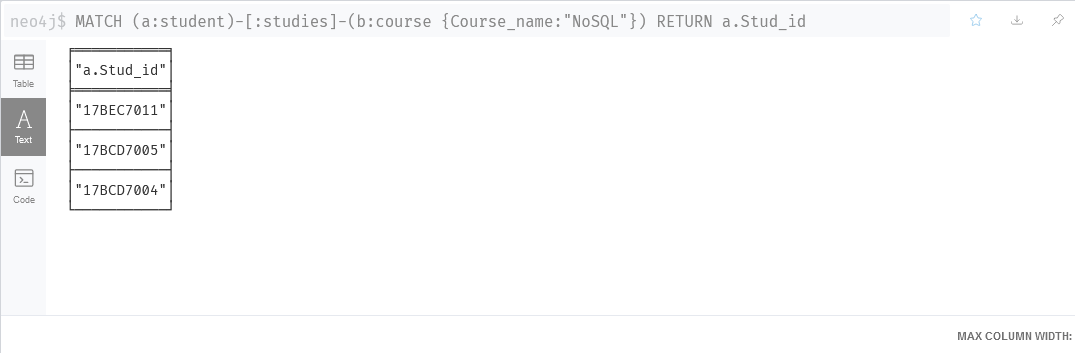 neo4j$ MATCH (a:student)-[:studies]-(b:course {Course_name:"NoSQL"}) RETURN a.Stud_id
Table
Text
Code
"a.Stud_id"
"17BEC7011"
"17BCD7005"
"17BCD7004"
MAX COLUMN WIDTH: